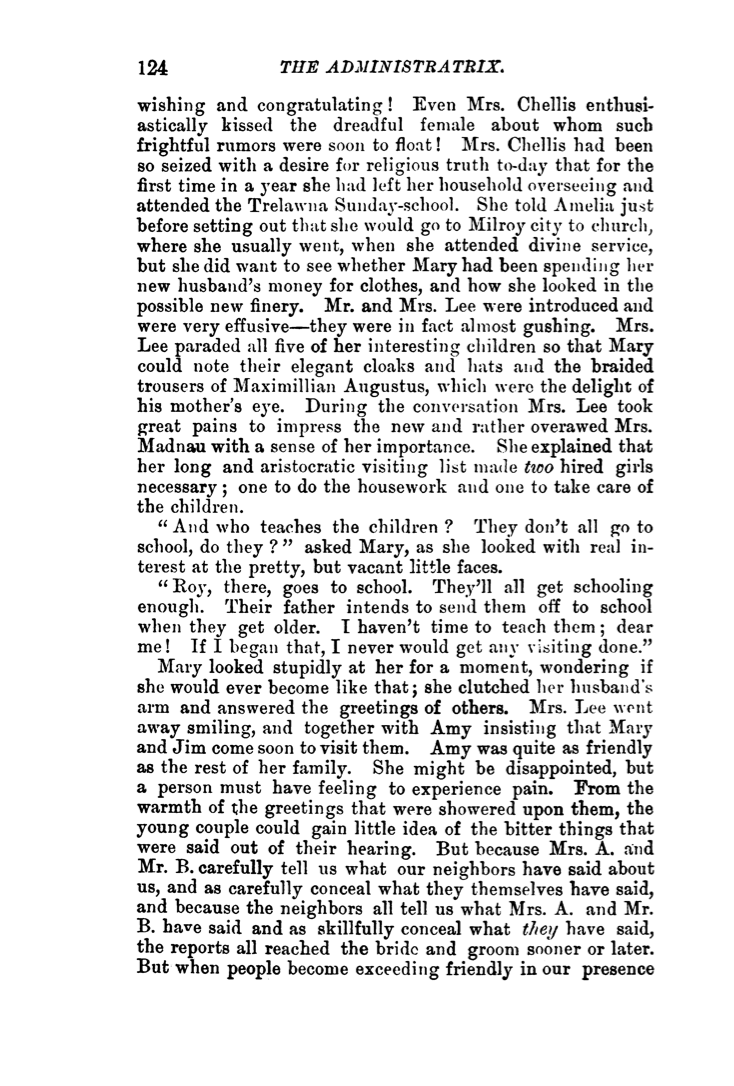 124 THE ADMINISTRATRIX.
wishing and congratulating! Even Mrs. Chellis enthusi-
astically kissed the dreadful female about whom such
frightful rumors were soon to float! Mrs. Chellis had been
so seized with a desire for religious truth to-day that for the
first time in a year she had left her household overseeing and
attended the Trelawna Sunday-school. She told Amelia just
before setting out that she would go to Milroy city to church,
where she usually went, when she attended divine service,
but she did want to see whether Mary had been spending her
new husband's money for clothes, and how she looked in the
possible new finery. Mr. and Mrs. Lee were introduced and
were very effusive—they were in fact almost gushing. Mrs.
Lee paraded all five of her interesting children so that Mary
could note their elegant cloaks and hats and the braided
trousers of Maximillian Augustus, which were the delight of
his mother's eye. During the conversation Mrs. Lee took
great pains to impress the new and rather overawed Mrs.
Madnau with a sense of her importance. She explained that
her long and aristocratic visiting list made two hired girls
necessary; one to do the housework and one to take care of
the children.
"And who teaches the children? They don't all go to
school, do they?" asked Mary, as she looked with real in-
terest at the pretty, but vacant little faces.
"Roy, there, goes to school. They'll all get schooling
enough. Their father intends to send them off to school
when they get older. I haven't time to teach them; dear
me! If I began that, I never would get any visiting done."
Mary looked stupidly at her for a moment, wondering if
she would ever become like that; she clutched her husband's
arm and answered the greetings of others. Mrs. Lee went
away smiling, and together with Amy insisting that Mary
and Jim come soon to visit them. Amy was quite as friendly
as the rest of her family. She might be disappointed, but
a person must have feeling to experience pain. From the
warmth of the greetings that were showered upon them, the
young couple could gain little idea of the bitter things that
were said out of their hearing. But because Mrs. A. and
Mr. B. carefully tell us what our neighbors have said about
us, and as carefully conceal what they themselves have said,
and because the neighbors all tell us what Mrs. A. and Mr.
B. have said and as skillfully conceal what they have said,
the reports all reached the bride and groom sooner or later.
But when people become exceeding friendly in our presence